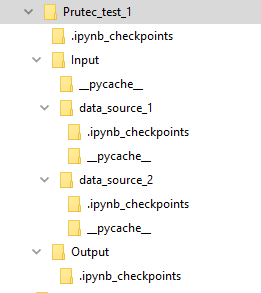 Prutec_test_1
.ipynb_checkpoints
Input
__pycache__
data_source_1
.ipynb_checkpoints
__pycache__
data_source_2
.ipynb_checkpoints
__pycache__
Output
.ipynb_checkpoints